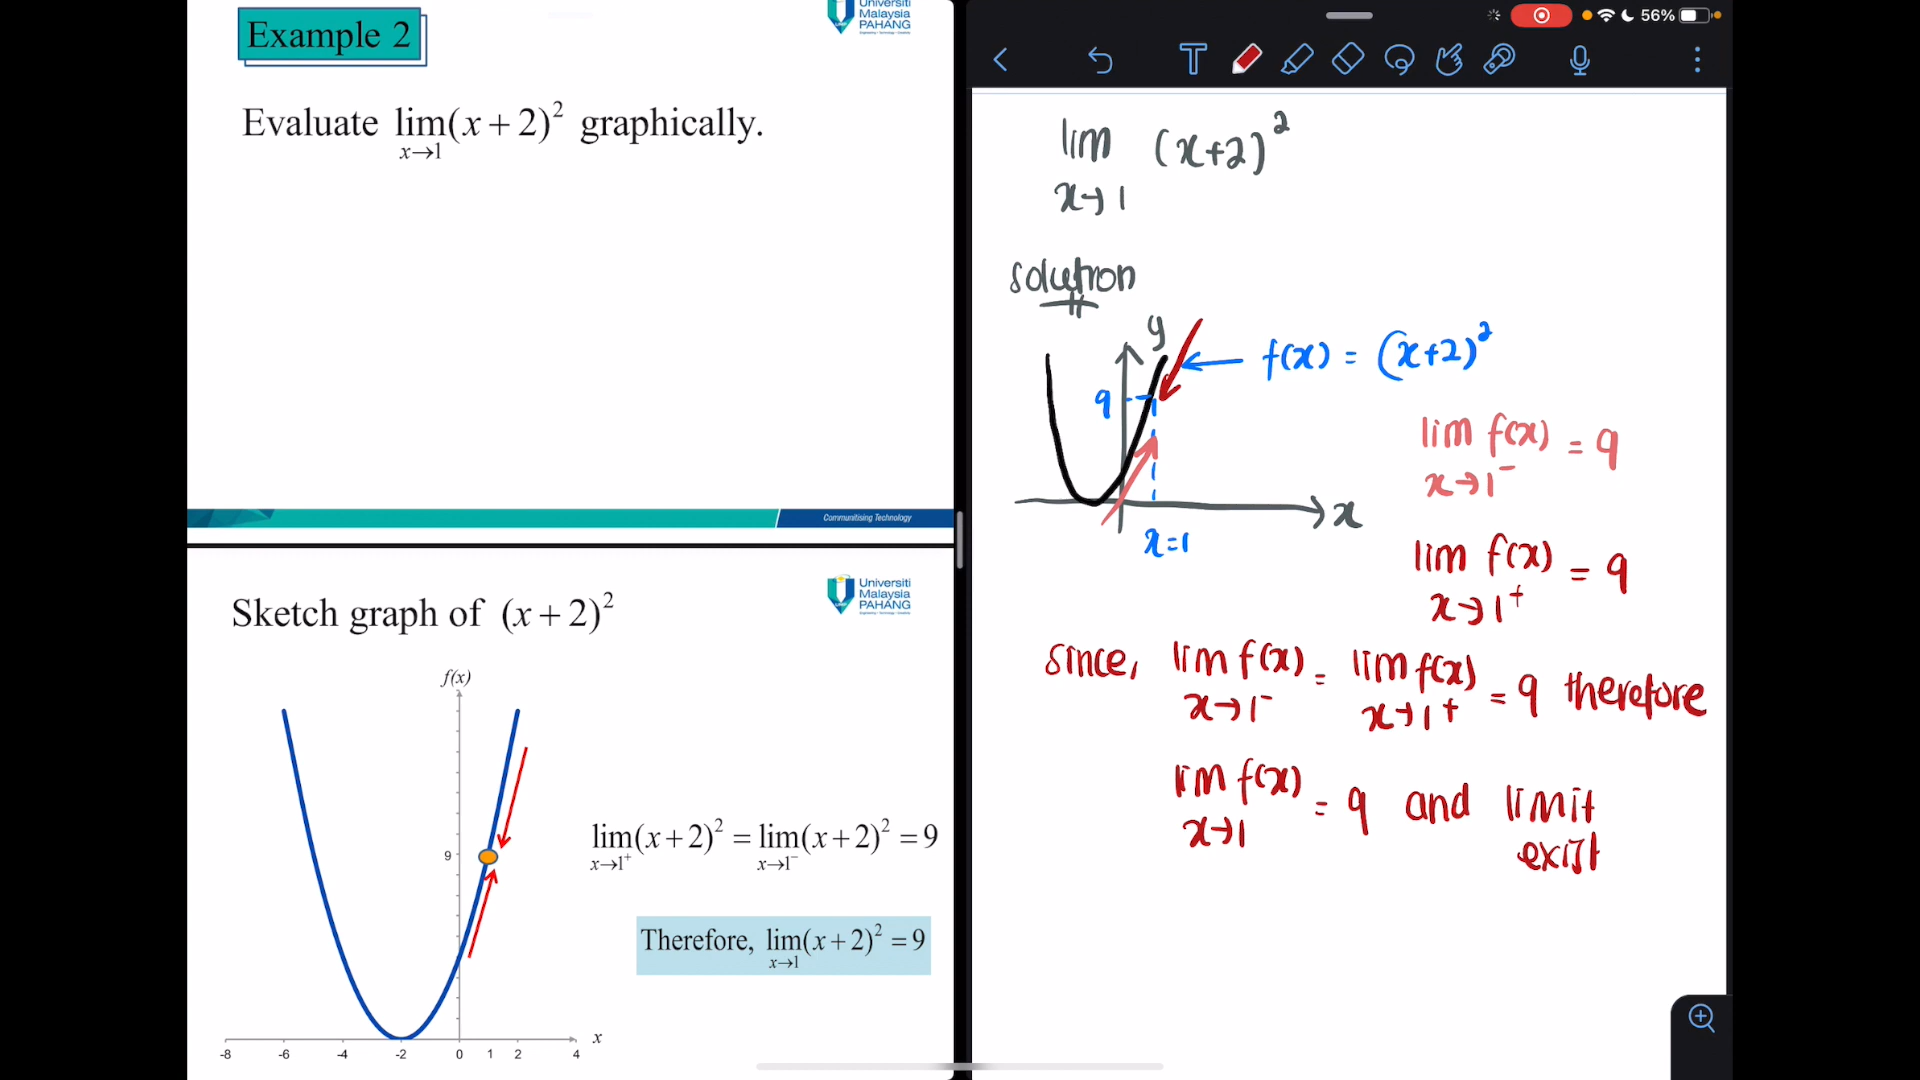 Example 2
Universiti
Malaysia
PAHANG
Evaluate lim(x+2)² graphically.
x→1
Communitising Technology
Sketch graph of (x+2)²
Universiti
Malaysia
PAHANG
f(x)
9
lim(x+2)² = lim(x+2)² = 9
x→1⁺ x→1⁻
Therefore, lim(x+2)² = 9
x→1
x
-8 -6 -4 -2 0 1 2 4
56%
T
lim (x+2)²
x→1
solution
y
f(x) = (x+2)²
9
x
x=1
lim f(x) = 9
x→1⁻
lim f(x) = 9
x→1⁺
since, lim f(x) = lim f(x) = 9 therefore
x→1⁻ x→1⁺
lim f(x) = 9 and limit
x→1
exist